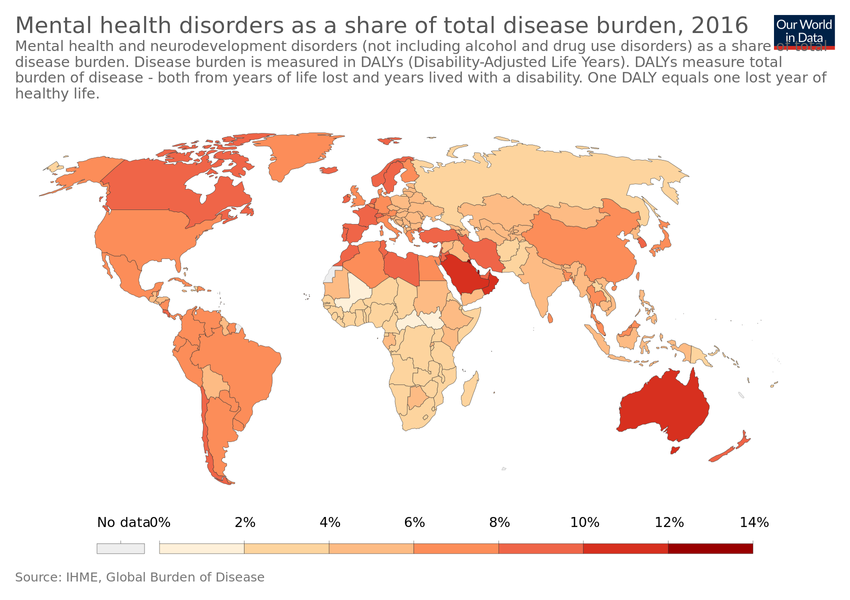 Mental health disorders as a share of total disease burden, 2016
Our World
in Data
Mental health and neurodevelopment disorders (not including alcohol and drug use disorders) as a share of total
disease burden. Disease burden is measured in DALYs (Disability-Adjusted Life Years). DALYs measure total
burden of disease - both from years of life lost and years lived with a disability. One DALY equals one lost year of
healthy life.
No data 0% 2% 4% 6% 8% 10% 12% 14%
Source: IHME, Global Burden of Disease